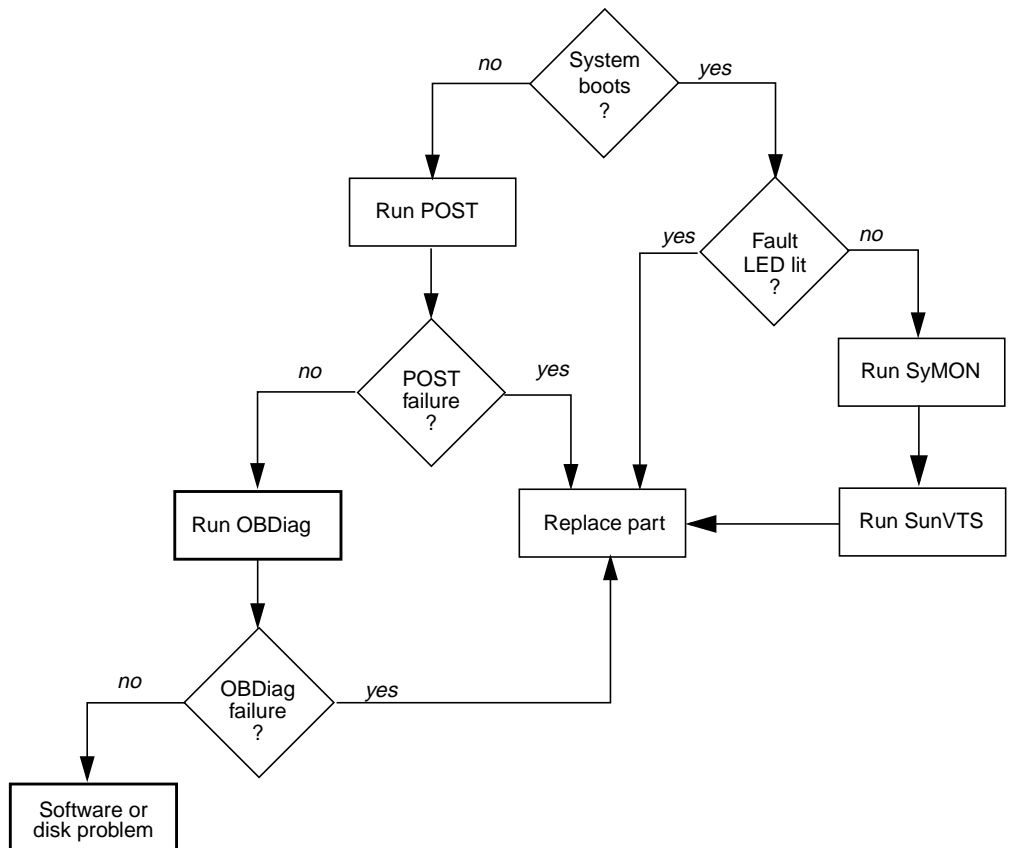 System
boots
?
no
yes
Run POST
Fault
LED lit
?
yes
no
POST
failure
?
no
yes
Run SyMON
Run OBDiag
Replace part
Run SunVTS
OBDiag
failure
?
no
yes
Software or
disk problem